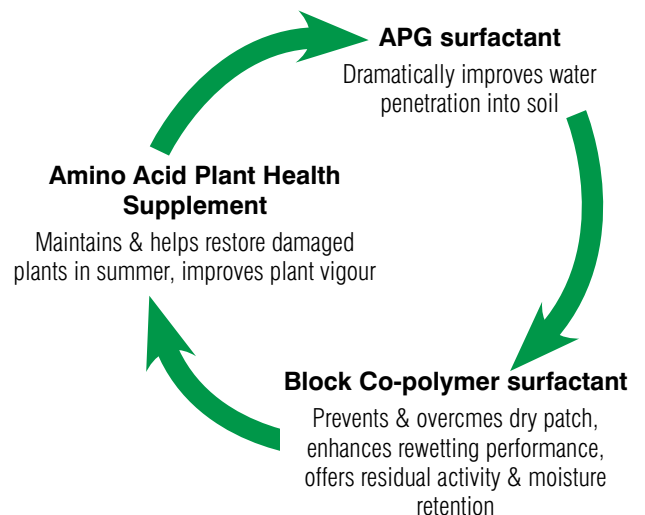 APG surfactant
Dramatically improves water
penetration into soil
Amino Acid Plant Health
Supplement
Maintains & helps restore damaged
plants in summer, improves plant vigour
Block Co-polymer surfactant
Prevents & overcmes dry patch,
enhances rewetting performance,
offers residual activity & moisture
retention